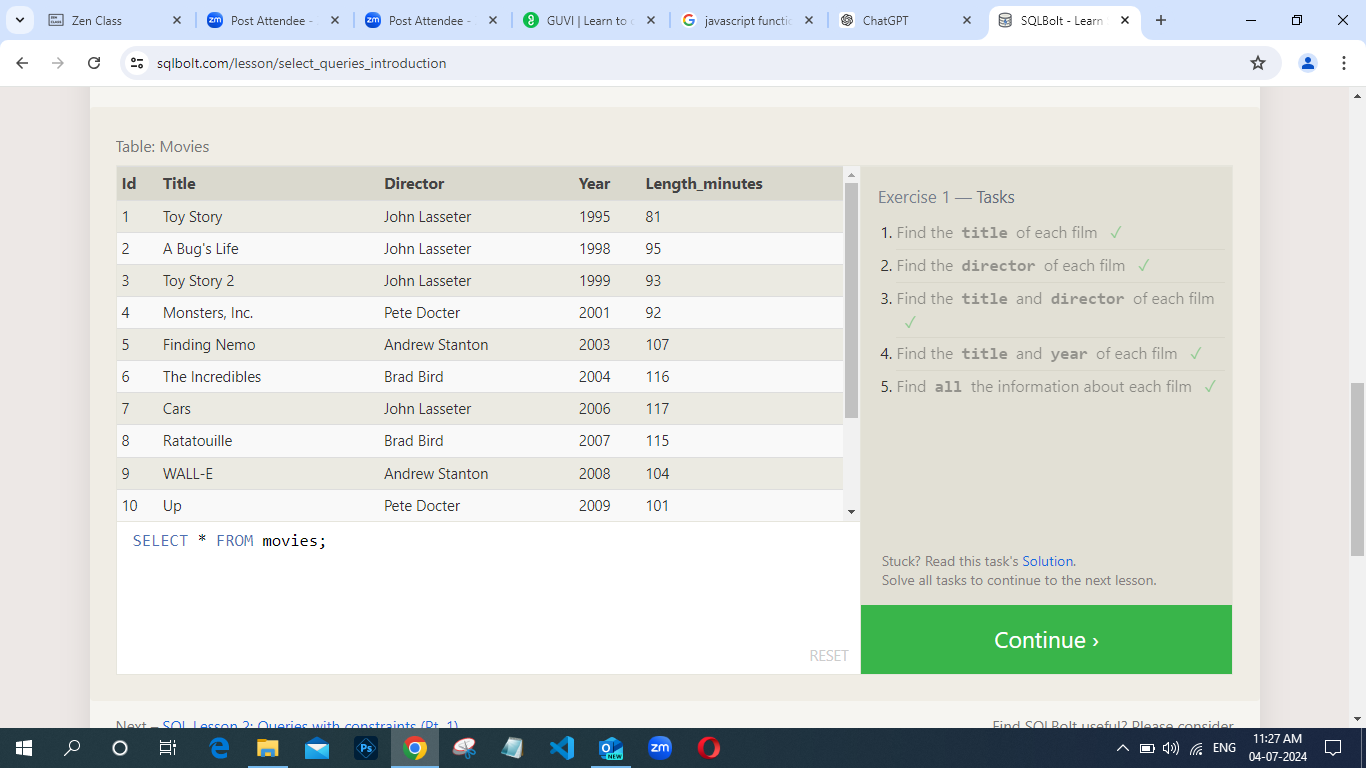 Zen Class
Post Attendee -
Post Attendee -
GUVI | Learn to c
javascript functi
ChatGPT
SQLBolt - Learn
sqlbolt.com/lesson/select_queries_introduction
Table: Movies
Id Title Director Year Length_minutes
1 Toy Story John Lasseter 1995 81
2 A Bug's Life John Lasseter 1998 95
3 Toy Story 2 John Lasseter 1999 93
4 Monsters, Inc. Pete Docter 2001 92
5 Finding Nemo Andrew Stanton 2003 107
6 The Incredibles Brad Bird 2004 116
7 Cars John Lasseter 2006 117
8 Ratatouille Brad Bird 2007 115
9 WALL-E Andrew Stanton 2008 104
10 Up Pete Docter 2009 101
SELECT * FROM movies;
RESET
Exercise 1 — Tasks
1. Find the title of each film ✓
2. Find the director of each film ✓
3. Find the title and director of each film
✓
4. Find the title and year of each film ✓
5. Find all the information about each film ✓
Stuck? Read this task's Solution.
Solve all tasks to continue to the next lesson.
Continue ›
Next – SQL Lesson 2: Queries with constraints (Pt. 1)
Find SQLBolt useful? Please consider
ENG
11:27 AM
04-07-2024